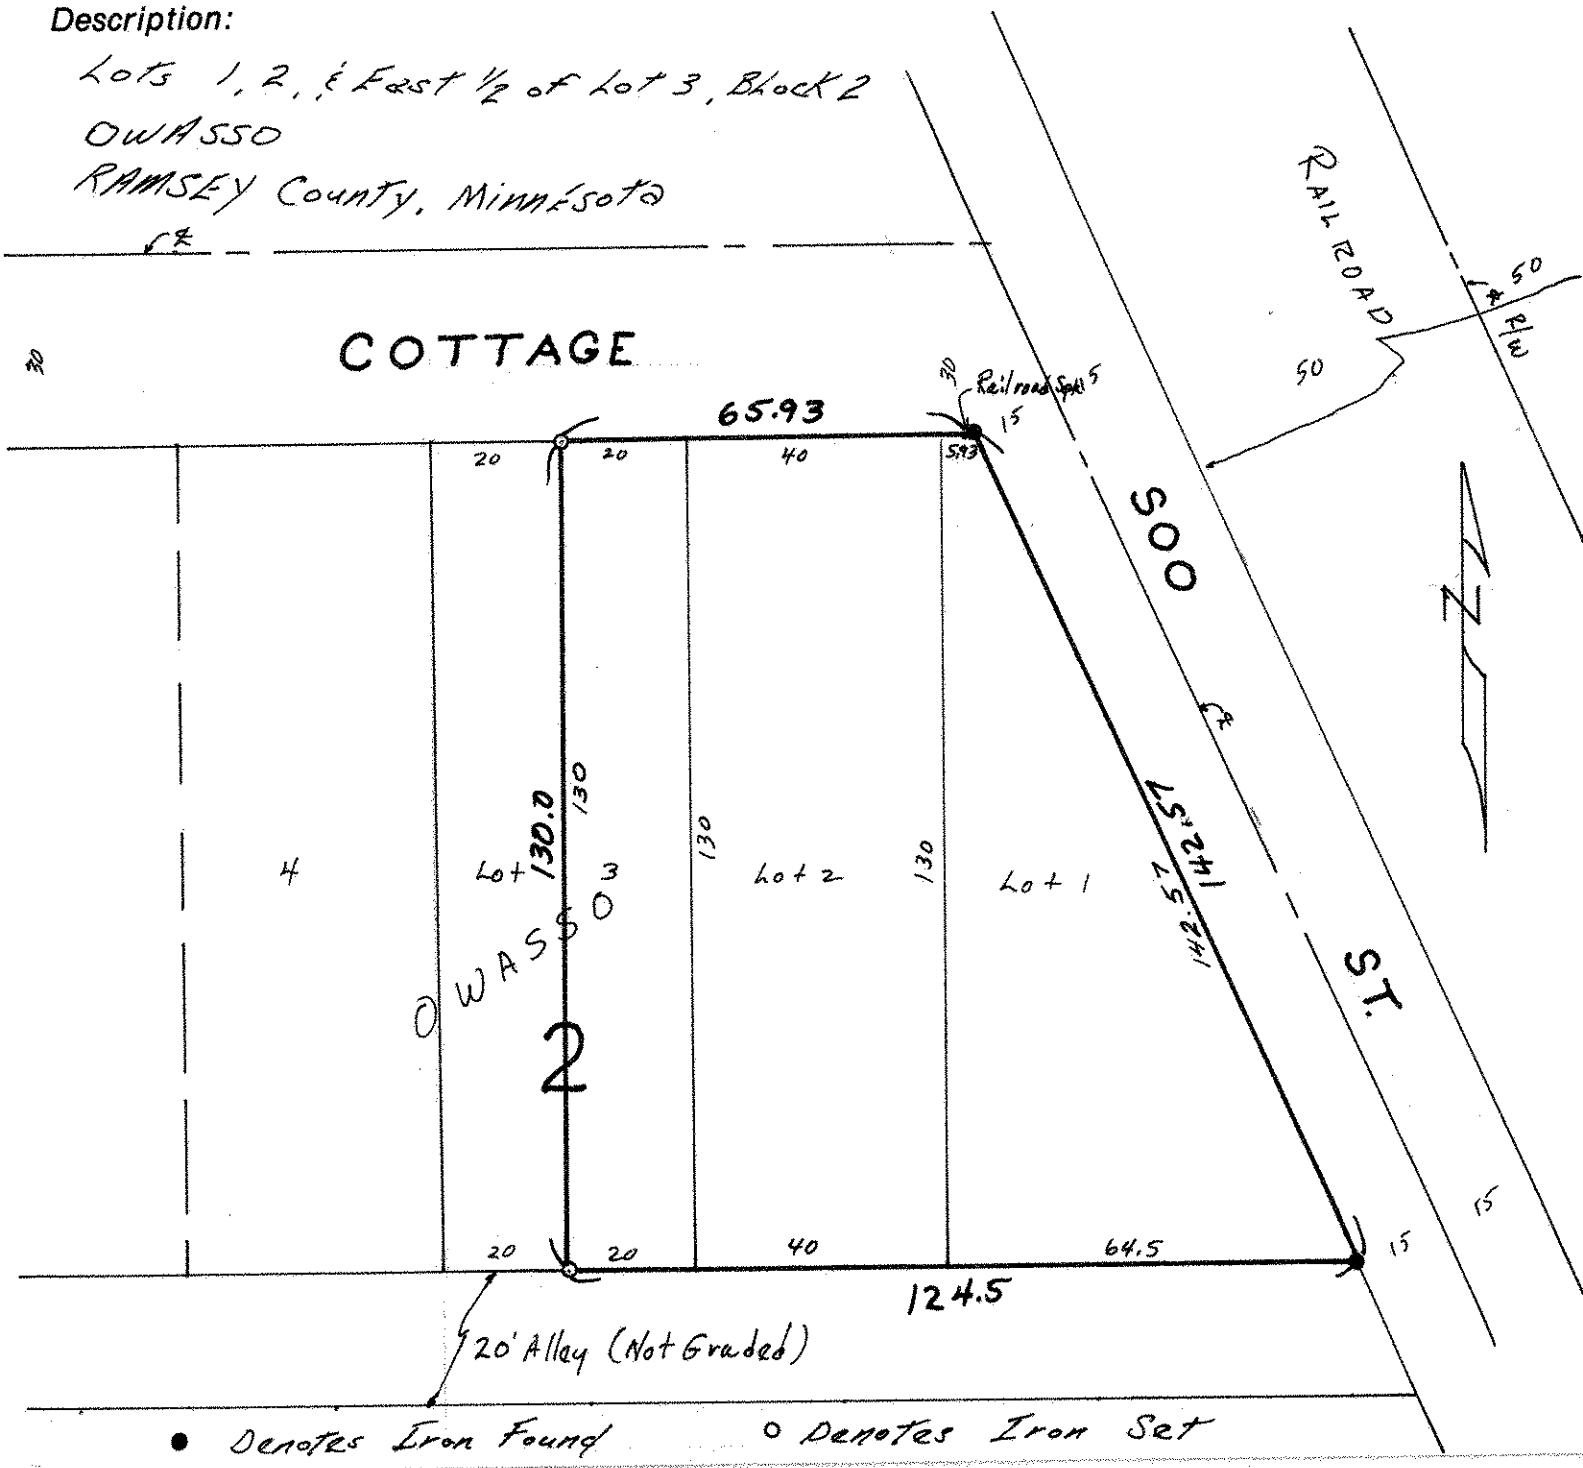 Description:
Lots 1, 2, & East 1/2 of Lot 3, Block 2
OWASSO
RAMSEY County, Minnesota
RAILROAD
50
℄
50
℄ R/W
COTTAGE
30
30
Railroad Spk
5
15
65.93
20
20
40
5.93
SOO
N
℄
130.0
130
130
130
142.57
142.57
4
Lot 3
Lot 2
Lot 1
OWASSO
ST.
2
20
20
40
64.5
15
15
124.5
20' Alley (Not Graded)
● Denotes Iron Found
○ Denotes Iron Set